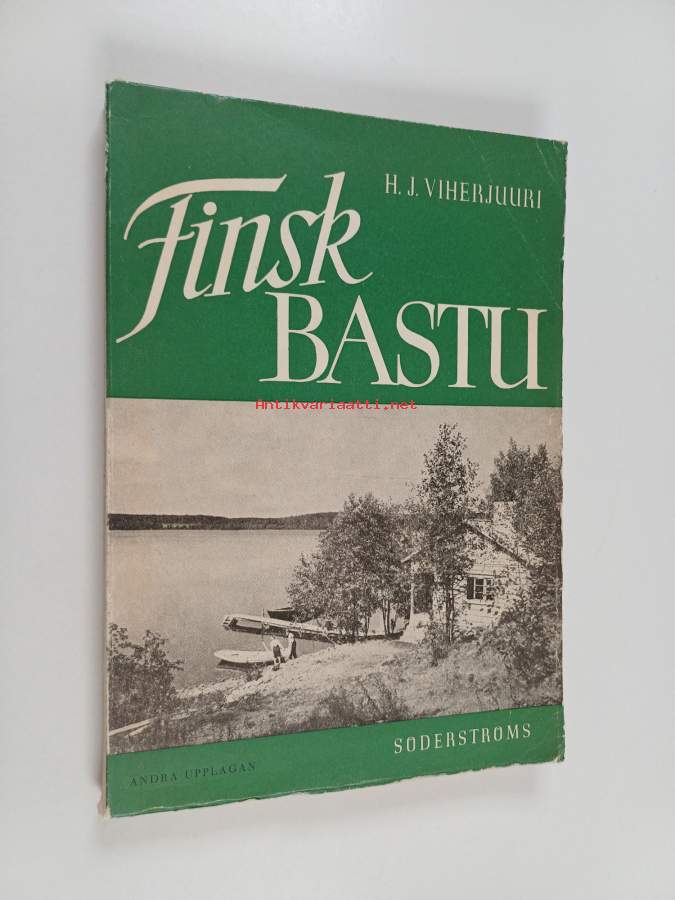 H. J. VIHERJUURI
Finsk
BASTU
Antikvariaatti.net
SÖDERSTRÖMS
ANDRA UPPLAGAN